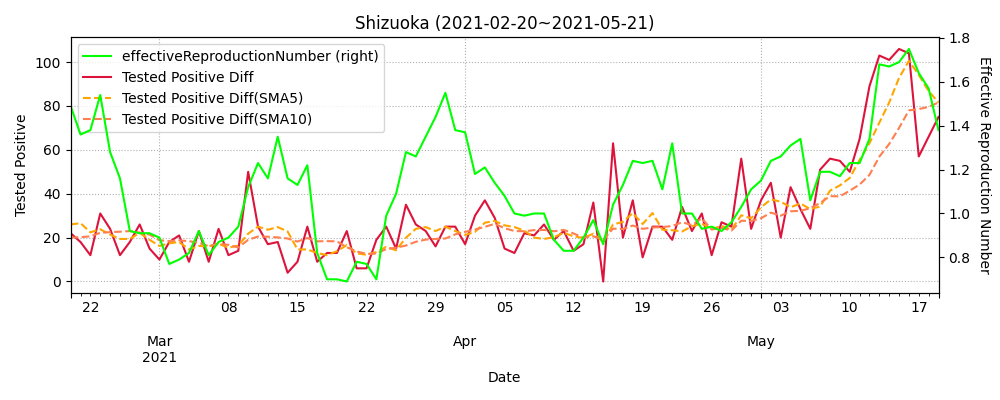 Shizuoka (2021-02-20~2021-05-21)
effectiveReproductionNumber (right)
Tested Positive Diff
Tested Positive Diff(SMA5)
Tested Positive Diff(SMA10)
Tested Positive
100
80
60
40
20
0
1.8
1.6
1.4
1.2
1.0
0.8
Effective Reproduction Number
22 08 15 22 29 05 12 19 26 03 10 17
Mar Apr May
2021
Date